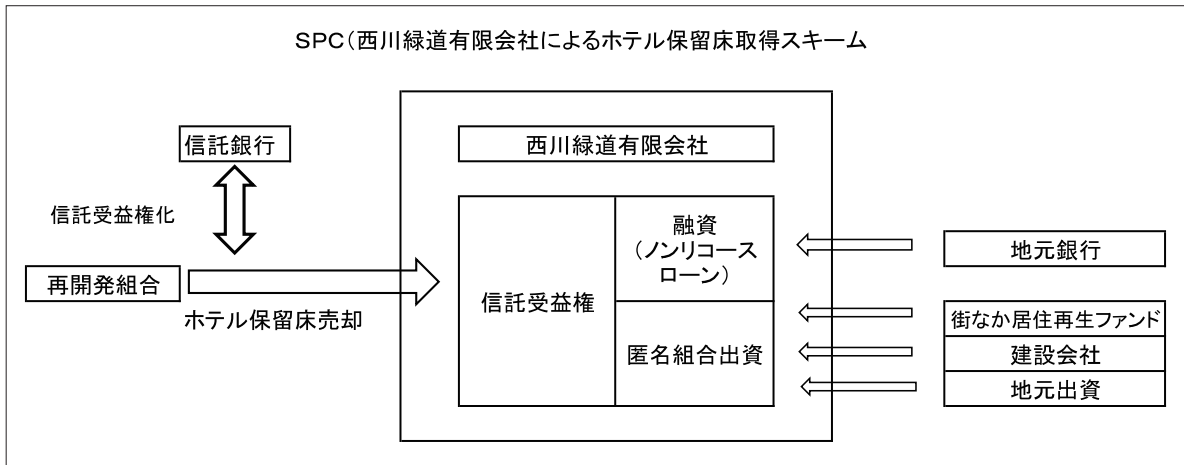 SPC（西川緑道有限会社によるホテル保留床取得スキーム
信託銀行
西川緑道有限会社
信託受益権化
融資
（ノンリコース
ローン）
地元銀行
再開発組合
信託受益権
ホテル保留床売却
街なか居住再生ファンド
匿名組合出資
建設会社
地元出資